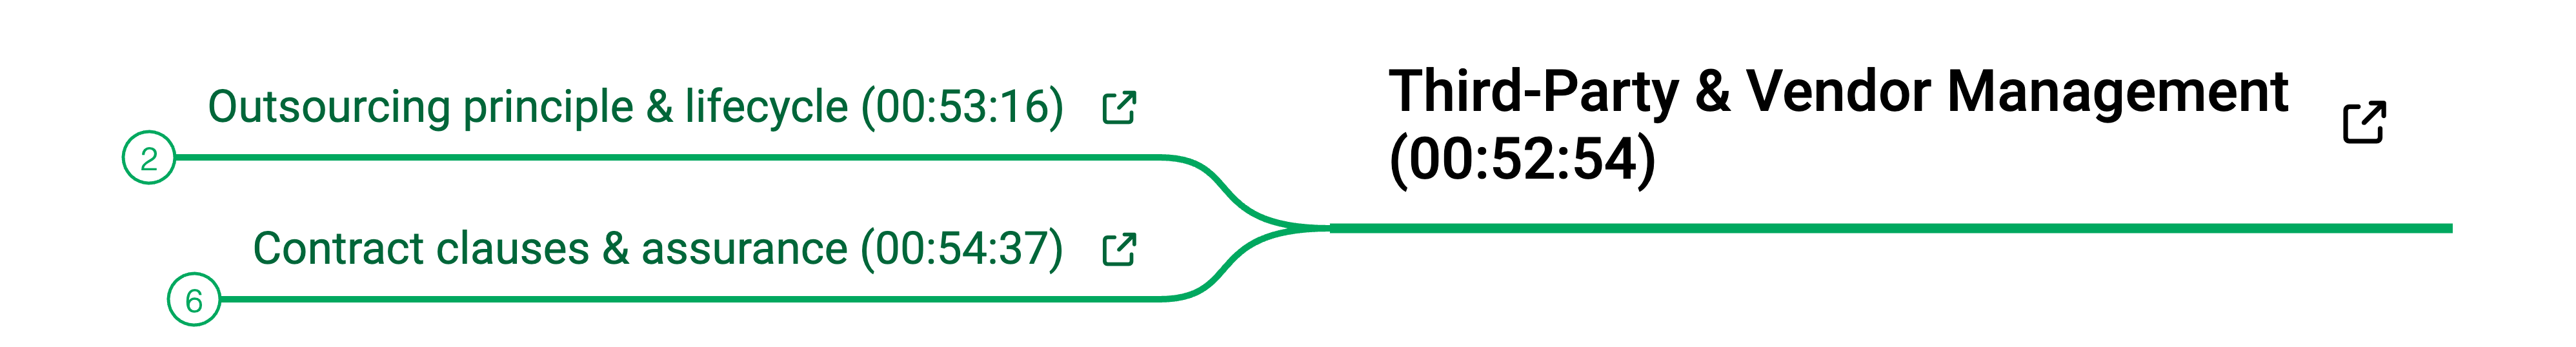 Third-Party & Vendor Management
(00:52:54)
Outsourcing principle & lifecycle (00:53:16)
2
Contract clauses & assurance (00:54:37)
6